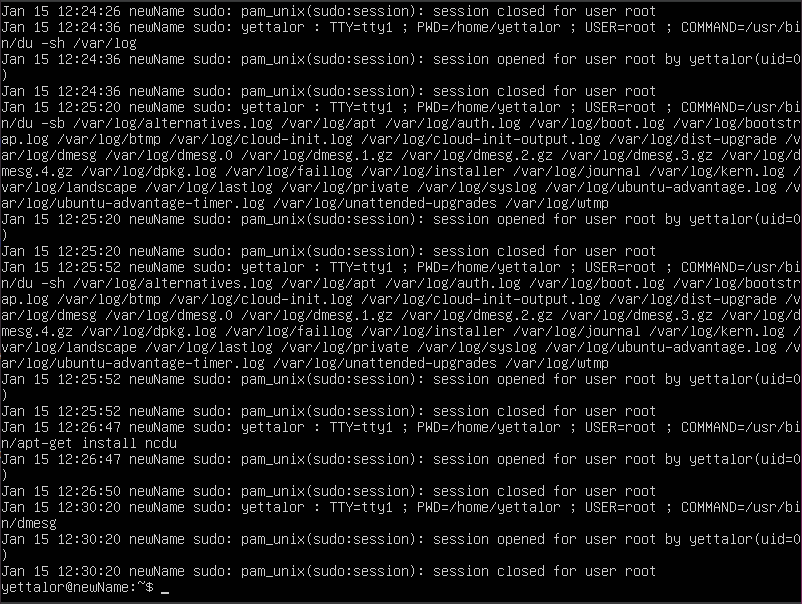 Jan 15 12:24:26 newName sudo: pam_unix(sudo:session): session closed for user root
Jan 15 12:24:36 newName sudo: yettalor : TTY=tty1 ; PWD=/home/yettalor ; USER=root ; COMMAND=/usr/bi
n/du -sh /var/log
Jan 15 12:24:36 newName sudo: pam_unix(sudo:session): session opened for user root by yettalor(uid=0
)
Jan 15 12:24:36 newName sudo: pam_unix(sudo:session): session closed for user root
Jan 15 12:25:20 newName sudo: yettalor : TTY=tty1 ; PWD=/home/yettalor ; USER=root ; COMMAND=/usr/bi
n/du -sb /var/log/alternatives.log /var/log/apt /var/log/auth.log /var/log/boot.log /var/log/bootstr
ap.log /var/log/btmp /var/log/cloud-init.log /var/log/cloud-init-output.log /var/log/dist-upgrade /v
ar/log/dmesg /var/log/dmesg.0 /var/log/dmesg.1.gz /var/log/dmesg.2.gz /var/log/dmesg.3.gz /var/log/d
mesg.4.gz /var/log/dpkg.log /var/log/faillog /var/log/installer /var/log/journal /var/log/kern.log /
var/log/landscape /var/log/lastlog /var/log/private /var/log/syslog /var/log/ubuntu-advantage.log /v
ar/log/ubuntu-advantage-timer.log /var/log/unattended-upgrades /var/log/wtmp
Jan 15 12:25:20 newName sudo: pam_unix(sudo:session): session opened for user root by yettalor(uid=0
)
Jan 15 12:25:20 newName sudo: pam_unix(sudo:session): session closed for user root
Jan 15 12:25:52 newName sudo: yettalor : TTY=tty1 ; PWD=/home/yettalor ; USER=root ; COMMAND=/usr/bi
n/du -sh /var/log/alternatives.log /var/log/apt /var/log/auth.log /var/log/boot.log /var/log/bootstr
ap.log /var/log/btmp /var/log/cloud-init.log /var/log/cloud-init-output.log /var/log/dist-upgrade /v
ar/log/dmesg /var/log/dmesg.0 /var/log/dmesg.1.gz /var/log/dmesg.2.gz /var/log/dmesg.3.gz /var/log/d
mesg.4.gz /var/log/dpkg.log /var/log/faillog /var/log/installer /var/log/journal /var/log/kern.log /
var/log/landscape /var/log/lastlog /var/log/private /var/log/syslog /var/log/ubuntu-advantage.log /v
ar/log/ubuntu-advantage-timer.log /var/log/unattended-upgrades /var/log/wtmp
Jan 15 12:25:52 newName sudo: pam_unix(sudo:session): session opened for user root by yettalor(uid=0
)
Jan 15 12:25:52 newName sudo: pam_unix(sudo:session): session closed for user root
Jan 15 12:26:47 newName sudo: yettalor : TTY=tty1 ; PWD=/home/yettalor ; USER=root ; COMMAND=/usr/bi
n/apt-get install ncdu
Jan 15 12:26:47 newName sudo: pam_unix(sudo:session): session opened for user root by yettalor(uid=0
)
Jan 15 12:26:50 newName sudo: pam_unix(sudo:session): session closed for user root
Jan 15 12:30:20 newName sudo: yettalor : TTY=tty1 ; PWD=/home/yettalor ; USER=root ; COMMAND=/usr/bi
n/dmesg
Jan 15 12:30:20 newName sudo: pam_unix(sudo:session): session opened for user root by yettalor(uid=0
)
Jan 15 12:30:20 newName sudo: pam_unix(sudo:session): session closed for user root
yettalor@newName:~$ _